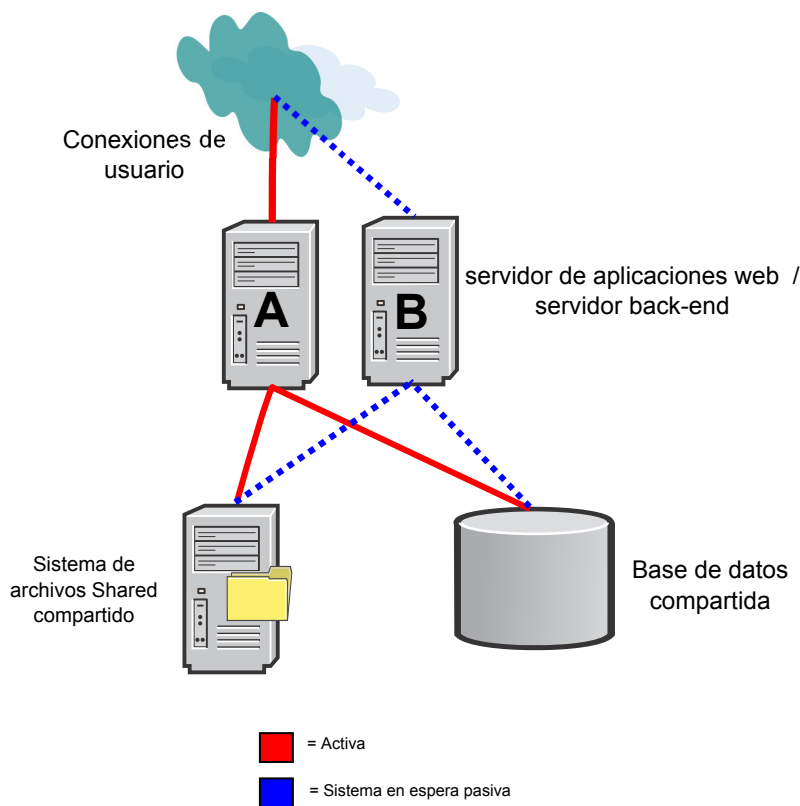 Conexiones de
usuario
A
B
servidor de aplicaciones web /
servidor back-end
Sistema de
archivos Shared
compartido
Base de datos
compartida
= Activa
= Sistema en espera pasiva